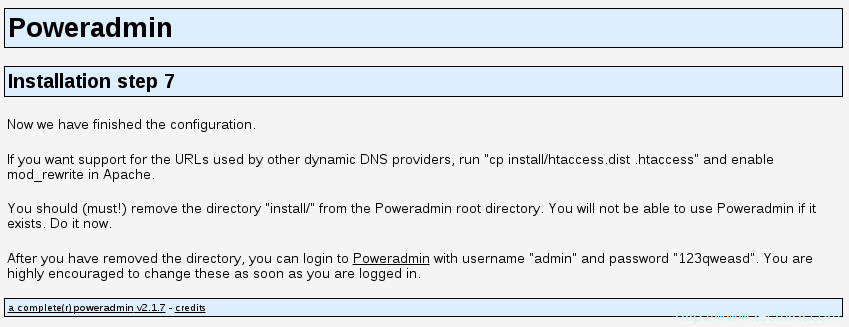 Poweradmin
Installation step 7
Now we have finished the configuration.
If you want support for the URLs used by other dynamic DNS providers, run "cp install/htaccess.dist .htaccess" and enable
mod_rewrite in Apache.
You should (must!) remove the directory "install/" from the Poweradmin root directory. You will not be able to use Poweradmin if it
exists. Do it now.
After you have removed the directory, you can login to Poweradmin with username "admin" and password "123qweasd". You are
highly encouraged to change these as soon as you are logged in.
a complete(r) poweradmin v2.1.7 - credits